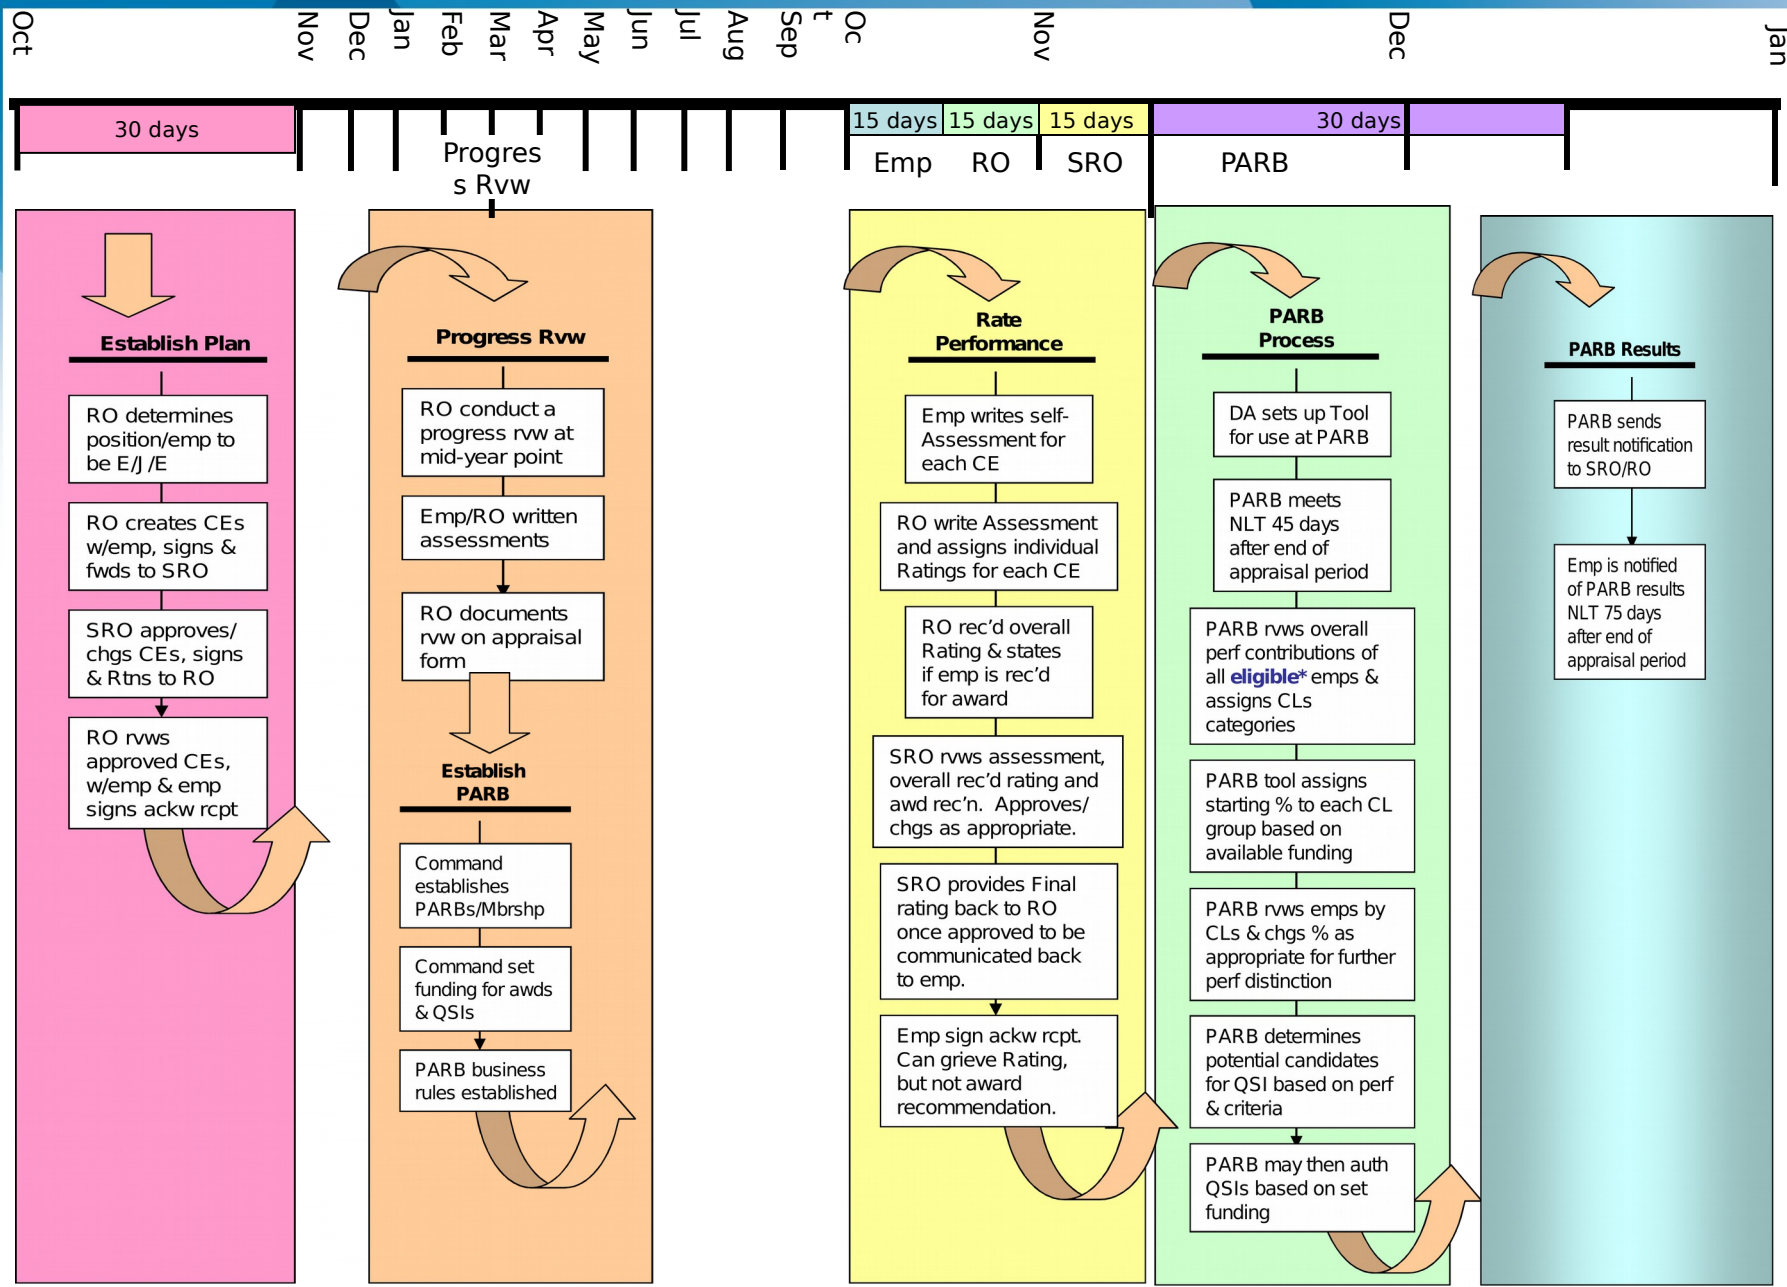 Oct
Nov
Dec
Jan
Feb
Mar
Apr
May
Jun
Jul
Aug
Sep
t
Oc
Nov
Dec
Jan
30 days
15 days
15 days
15 days
30 days
Progres
s Rvw
Emp
RO
SRO
PARB
Establish Plan
RO determines
position/emp to
be E/J/E
RO creates CEs
w/emp, signs &
fwds to SRO
SRO approves/
chgs CEs, signs
& Rtns to RO
RO rvws
approved CEs,
w/emp & emp
signs ackw rcpt
Progress Rvw
RO conduct a
progress rvw at
mid-year point
Emp/RO written
assessments
RO documents
rvw on appraisal
form
Establish
PARB
Command
establishes
PARBs/Mbrshp
Command set
funding for awds
& QSIs
PARB business
rules established
Rate
Performance
Emp writes self-
Assessment for
each CE
RO write Assessment
and assigns individual
Ratings for each CE
RO rec'd overall
Rating & states
if emp is rec'd
for award
SRO rvws assessment,
overall rec'd rating and
awd rec'n.  Approves/
chgs as appropriate.
SRO provides Final
rating back to RO
once approved to be
communicated back
to emp.
Emp sign ackw rcpt.
Can grieve Rating,
but not award
recommendation.
PARB
Process
DA sets up Tool
for use at PARB
PARB meets
NLT 45 days
after end of
appraisal period
PARB rvws overall
perf contributions of
all eligible* emps &
assigns CLs
categories
PARB tool assigns
starting % to each CL
group based on
available funding
PARB rvws emps by
CLs & chgs % as
appropriate for further
perf distinction
PARB determines
potential candidates
for QSI based on perf
& criteria
PARB may then auth
QSIs based on set
funding
PARB Results
PARB sends
result notification
to SRO/RO
Emp is notified
of PARB results
NLT 75 days
after end of
appraisal period